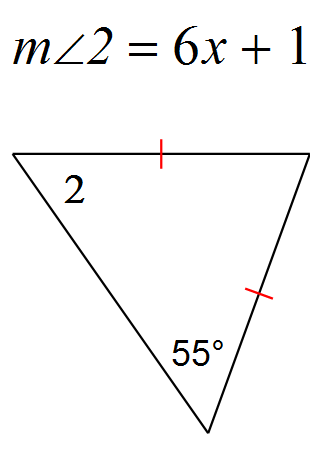 m∠2 = 6x + 1
2
55°